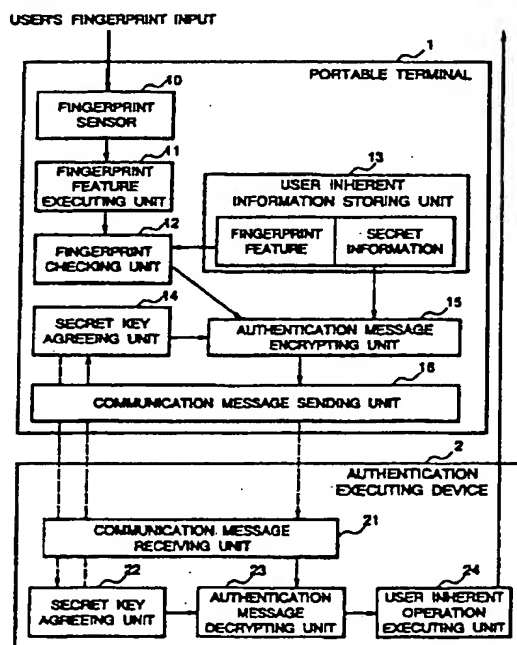 USER'S FINGERPRINT INPUT
1
PORTABLE TERMINAL
10
FINGERPRINT
SENSOR
11
FINGERPRINT
FEATURE
EXECUTING UNIT
13
USER INHERENT
INFORMATION STORING UNIT
FINGERPRINT
FEATURE
SECRET
INFORMATION
12
FINGERPRINT
CHECKING UNIT
14
SECRET KEY
AGREEING UNIT
15
AUTHENTICATION MESSAGE
ENCRYPTING UNIT
16
COMMUNICATION MESSAGE SENDING UNIT
2
AUTHENTICATION
EXECUTING DEVICE
COMMUNICATION MESSAGE
RECEIVING UNIT
21
22
SECRET KEY
AGREEING UNIT
23
AUTHENTICATION
MESSAGE
DECRYPTING UNIT
24
USER INHERENT
OPERATION
EXECUTING UNIT